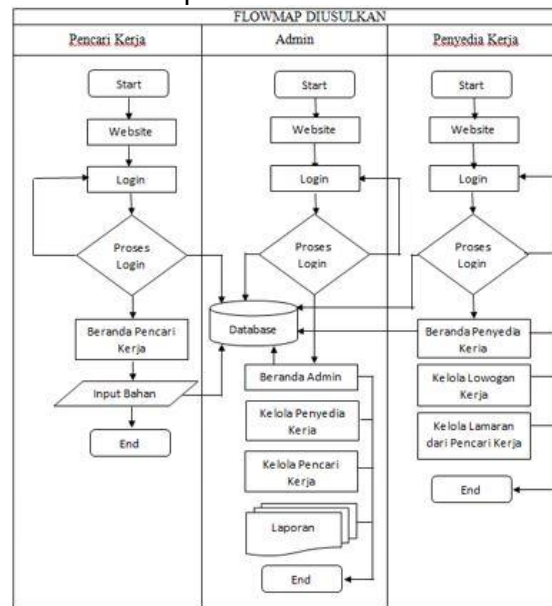 FLOWMAP DIUSULKAN
Pencari Kerja
Admin
Penyedia Kerja
Start
Website
Login
Proses
Login
Beranda Pencari
Kerja
Input Bahan
End
Start
Website
Login
Proses
Login
Database
Beranda Admin
Kelola Penyedia
Kerja
Kelola Pencari
Kerja
Laporan
End
Start
Website
Login
Proses
Login
Beranda Penyedia
Kerja
Kelola Lowogan
Kerja
Kelola Lamaran
dari Pencari Kerja
End